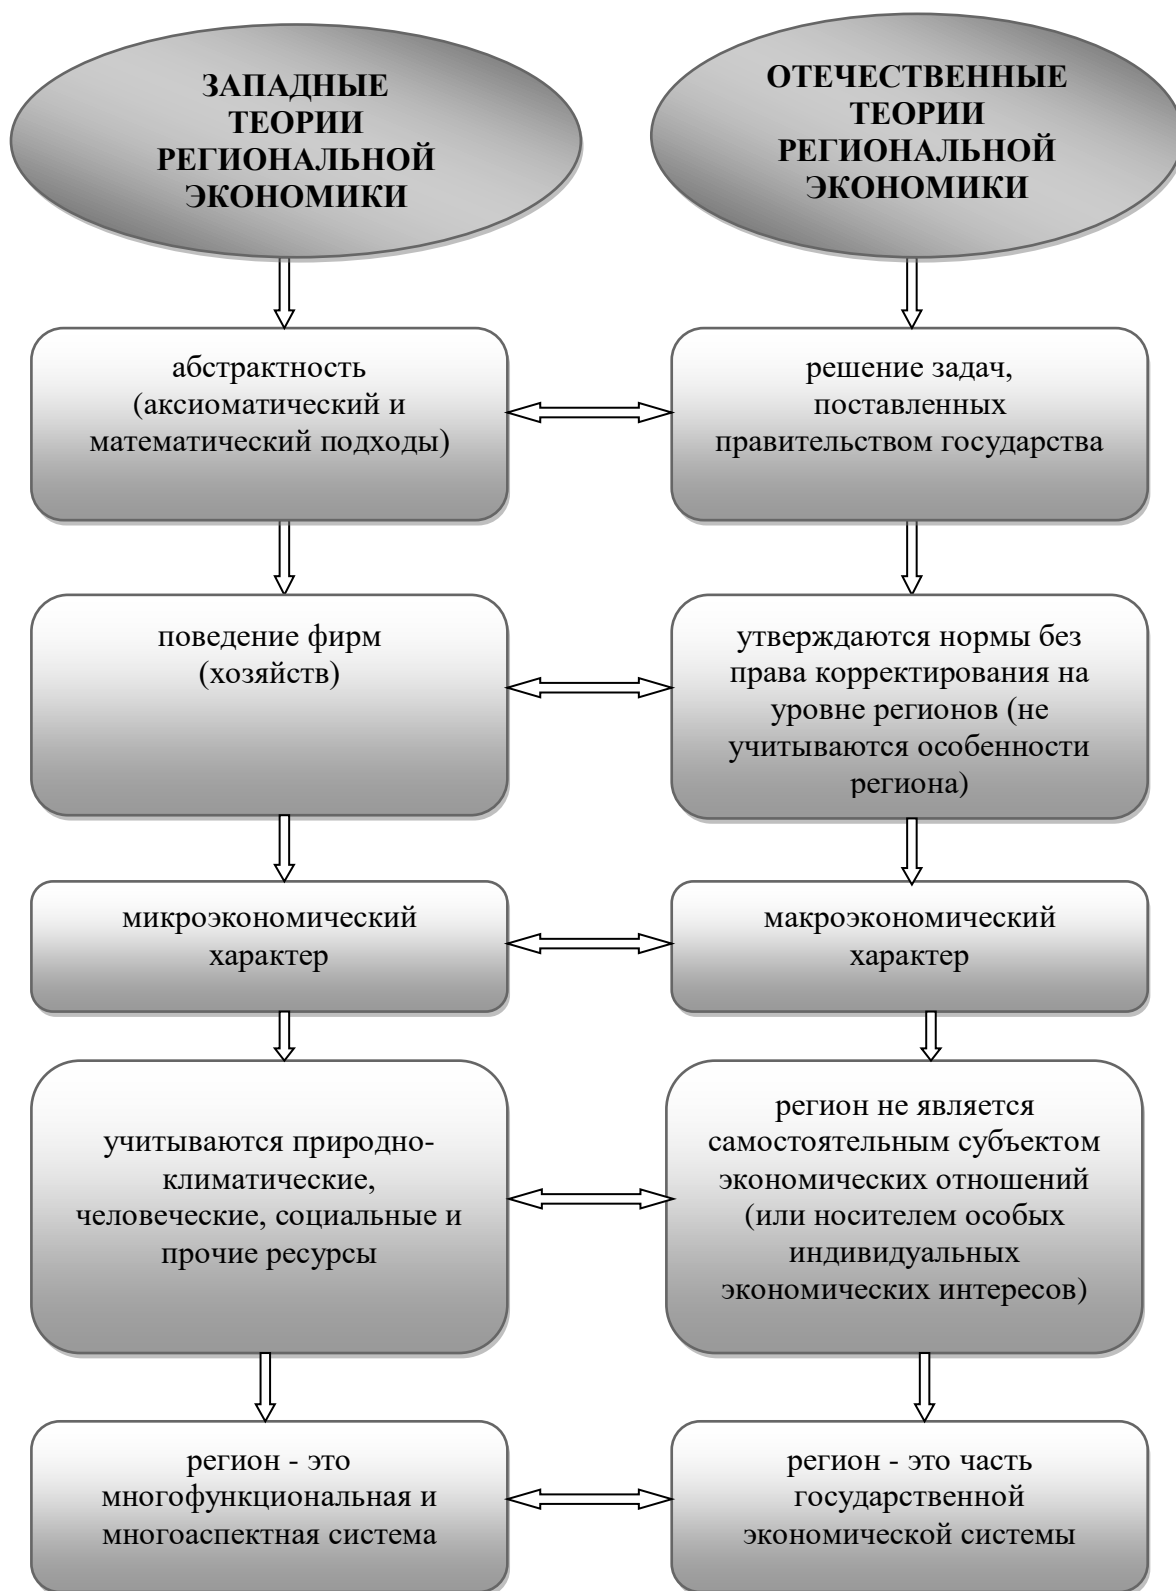 ЗАПАДНЫЕ
ТЕОРИИ
РЕГИОНАЛЬНОЙ
ЭКОНОМИКИ
ОТЕЧЕСТВЕННЫЕ
ТЕОРИИ
РЕГИОНАЛЬНОЙ
ЭКОНОМИКИ
абстрактность
(аксиоматический и
математический подходы)
решение задач,
поставленных
правительством государства
поведение фирм
(хозяйств)
утверждаются нормы без
права корректирования на
уровне регионов (не
учитываются особенности
региона)
микроэкономический
характер
макроэкономический
характер
учитываются природно-
климатические,
человеческие, социальные и
прочие ресурсы
регион не является
самостоятельным субъектом
экономических отношений
(или носителем особых
индивидуальных
экономических интересов)
регион - это
многофункциональная и
многоаспектная система
регион - это часть
государственной
экономической системы